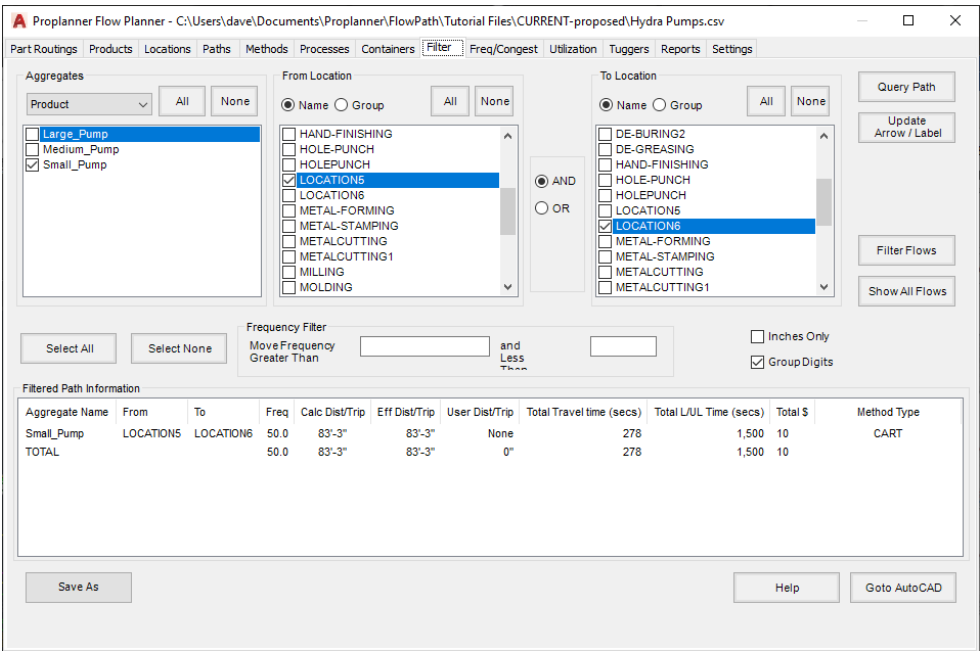 Proplanner Flow Planner - C:\Users\dave\Documents\Proplanner\FlowPath\Tutorial Files\CURRENT-proposed\Hydra Pumps.csv
Part Routings Products Locations Paths Methods Processes Containers Filter Freq/Congest Utilization Tuggers Reports Settings
Aggregates
Product
All
None
Large_Pump
Medium_Pump
Small_Pump
From Location
Name Group
All
None
HAND-FINISHING
HOLE-PUNCH
HOLEPUNCH
LOCATION5
LOCATION6
METAL-FORMING
METAL-STAMPING
METALCUTTING
METALCUTTING1
MILLING
MOLDING
AND
OR
To Location
Name Group
All
None
DE-BURING2
DE-GREASING
HAND-FINISHING
HOLE-PUNCH
HOLEPUNCH
LOCATION5
LOCATION6
METAL-FORMING
METAL-STAMPING
METALCUTTING
METALCUTTING1
Query Path
Update
Arrow / Label
Filter Flows
Show All Flows
Select All
Select None
Frequency Filter
Move Frequency
Greater Than
and
Less
Than
Inches Only
Group Digits
Filtered Path Information
Aggregate Name From To Freq Calc Dist/Trip Eff Dist/Trip User Dist/Trip Total Travel time (secs) Total L/UL Time (secs) Total $ Method Type
Small_Pump LOCATION5 LOCATION6 50.0 83'-3" 83'-3" None 278 1,500 10 CART
TOTAL 50.0 83'-3" 83'-3" 0" 278 1,500 10
Save As
Help
Goto AutoCAD